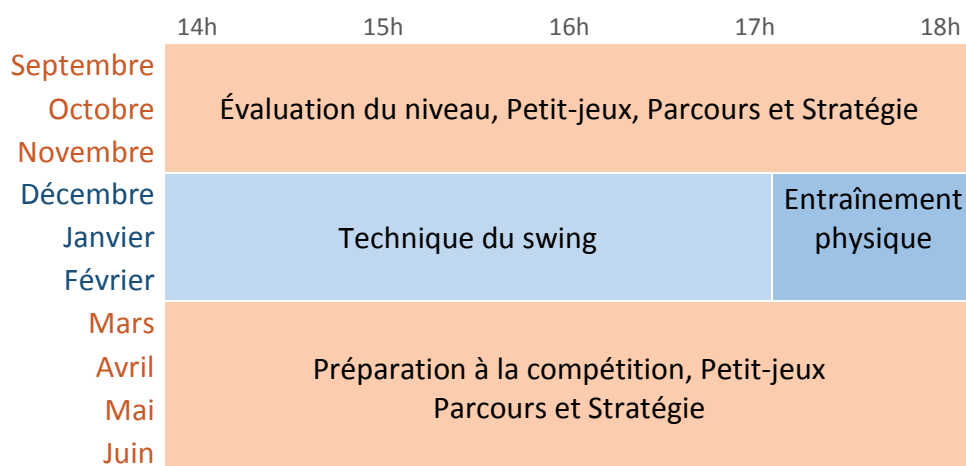 14h 15h 16h 17h 18h
Septembre
Octobre
Novembre
Évaluation du niveau, Petit-jeux, Parcours et Stratégie
Décembre
Janvier
Février
Technique du swing
Entraînement
physique
Mars
Avril
Mai
Juin
Préparation à la compétition, Petit-jeux
Parcours et Stratégie